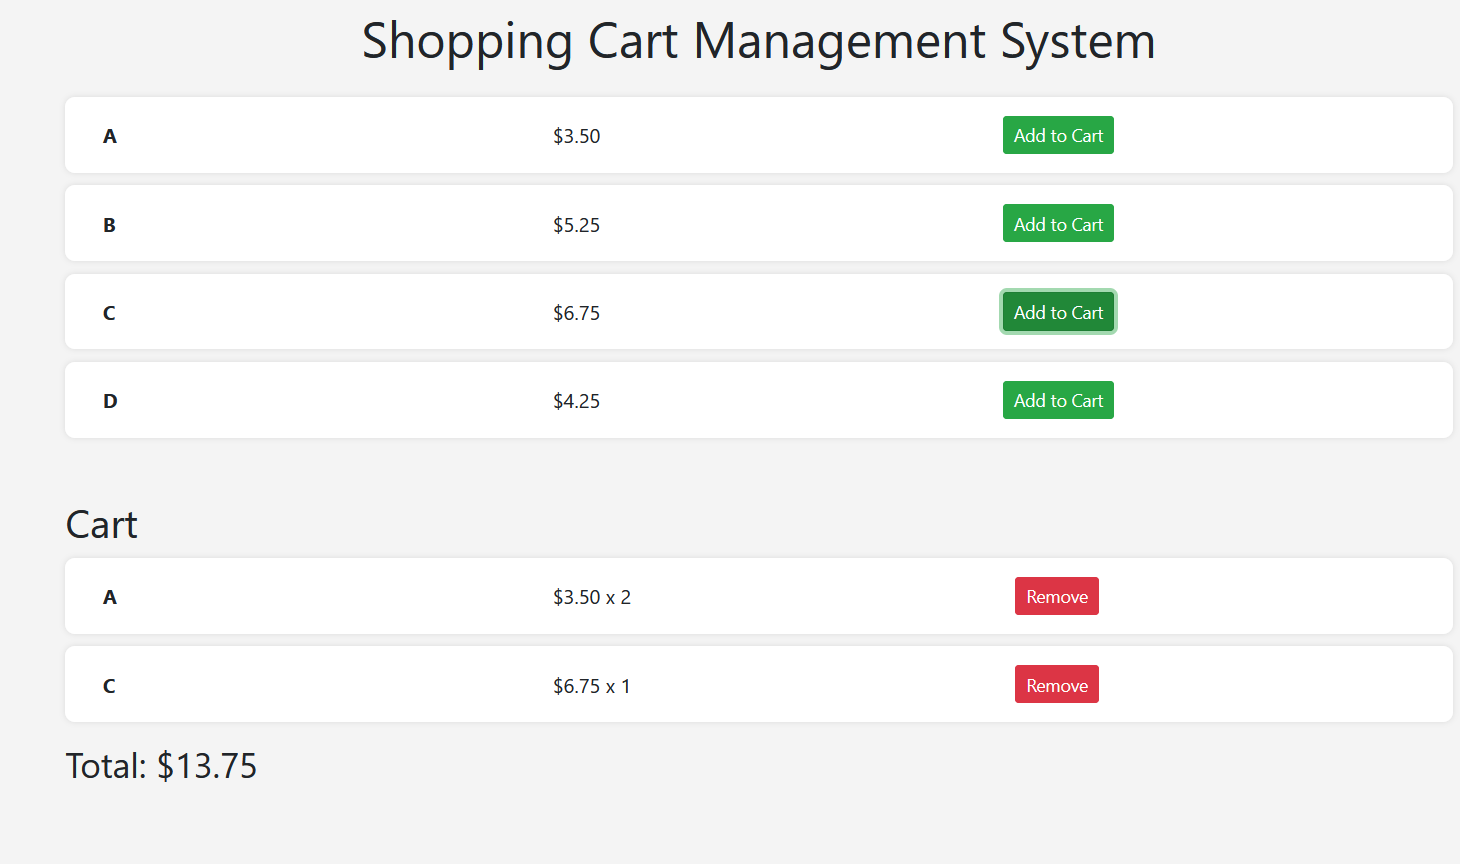 Shopping Cart Management System
A $3.50 Add to Cart
B $5.25 Add to Cart
C $6.75 Add to Cart
D $4.25 Add to Cart
Cart
A $3.50 x 2 Remove
C $6.75 x 1 Remove
Total: $13.75